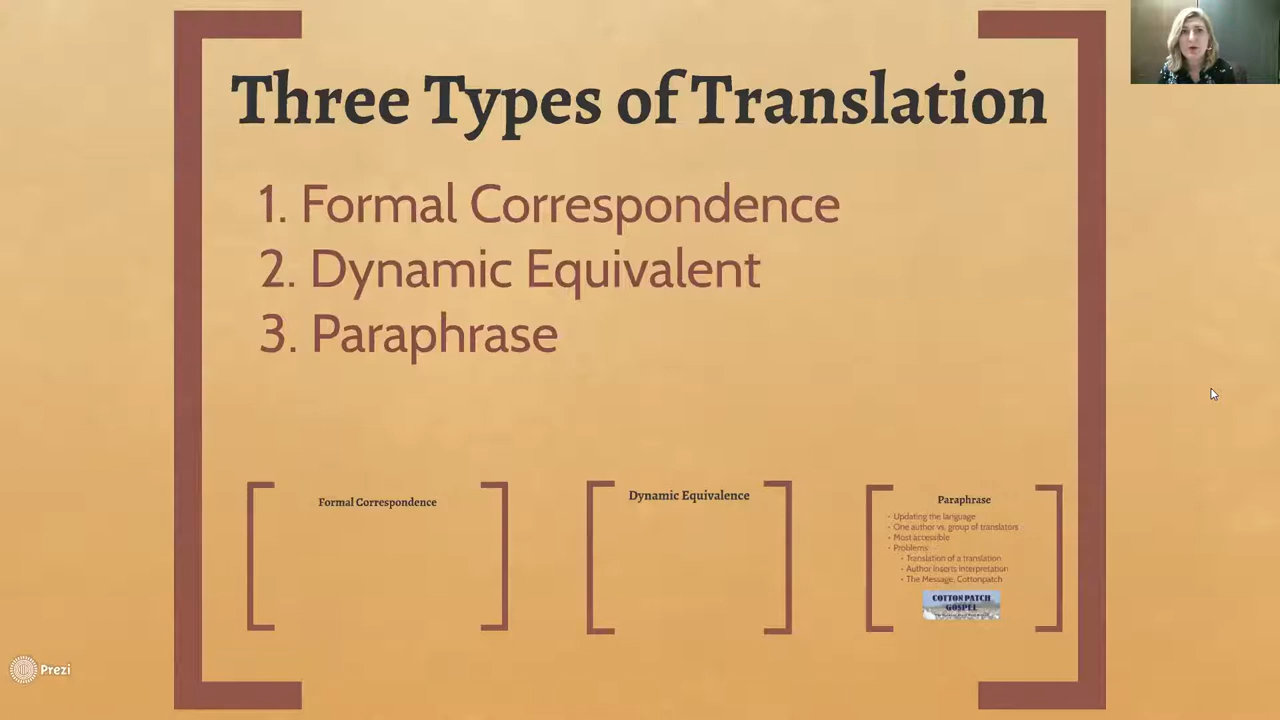 Three Types of Translation
1. Formal Correspondence
2. Dynamic Equivalent
3. Paraphrase
Formal Correspondence
Dynamic Equivalence
Paraphrase
• Updating the language
• One author vs. group of translators
• Most accessible
• Problems
• Translation of a translation
• Author inserts interpretation
• The Message, Cottonpatch
COTTON PATCH
GOSPEL
Prezi